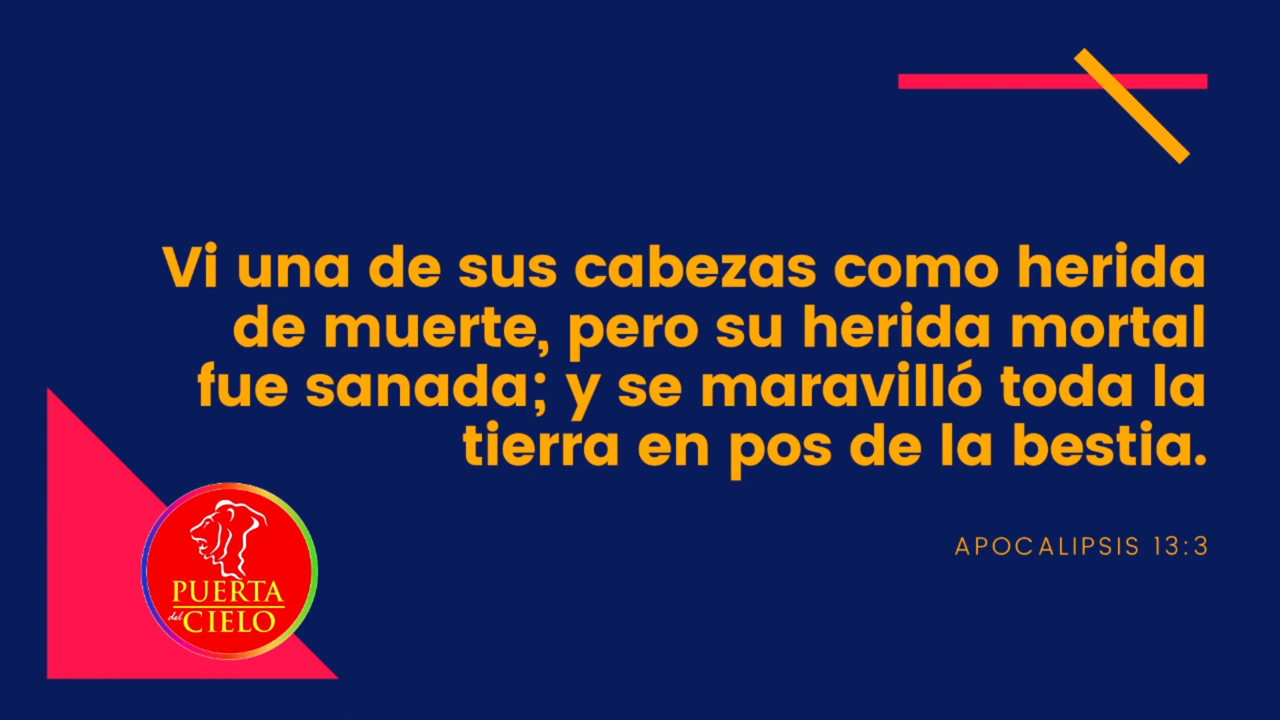 Vi una de sus cabezas como herida
de muerte, pero su herida mortal
fue sanada; y se maravilló toda la
tierra en pos de la bestia.
APOCALIPSIS 13:3
PUERTA
del CIELO